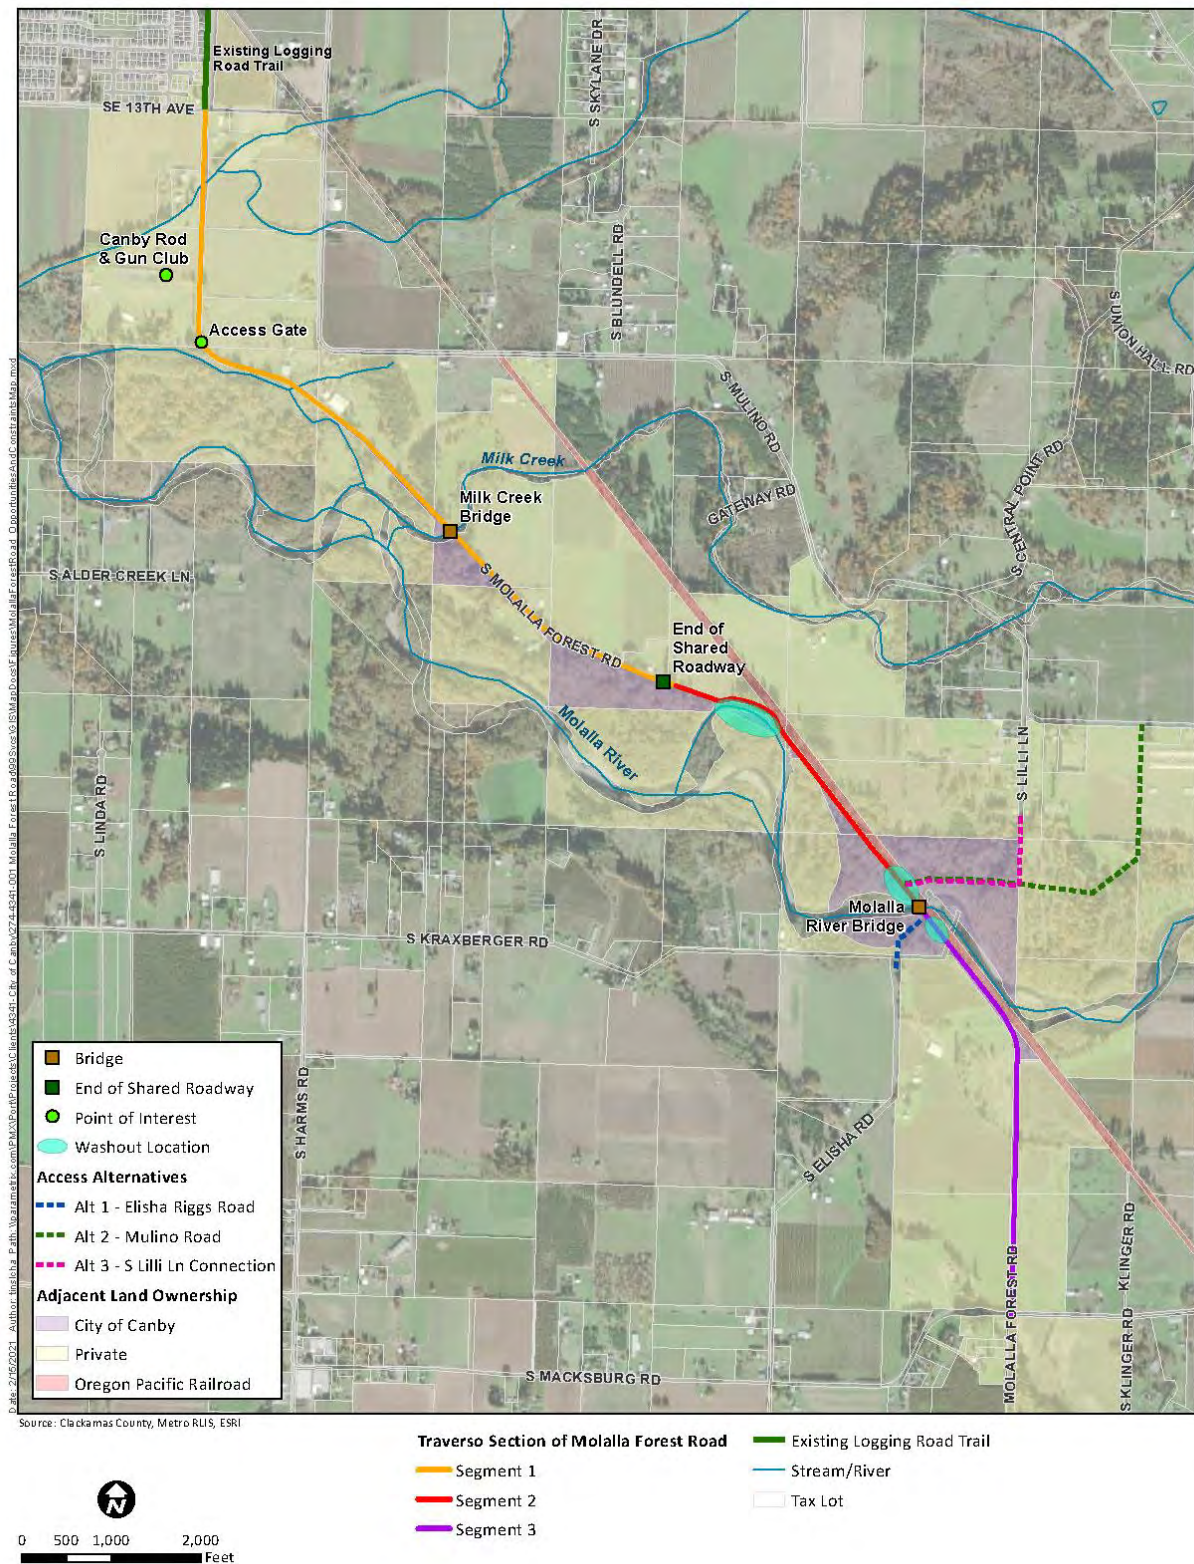 Existing Logging
Road Trail
SE 13TH AVE
S SKYLANE DR
Canby Rod
& Gun Club
S BLUNDELL RD
S UNION HALL RD
Access Gate
S MULINO RD
Milk Creek
S CENTRAL POINT RD
Milk Creek
Bridge
GATEWAY RD
S ALDER CREEK LN
S MOLALLA FOREST RD
End of
Shared
Roadway
Molalla River
S LINDA RD
S LILLI LN
Molalla
River Bridge
S KRAXBERGER RD
S HARMS RD
S ELISHA RD
MOLALLA FOREST RD
KLINGER RD
S KLINGER RD
S MACKSBURG RD
Bridge
End of Shared Roadway
Point of Interest
Washout Location
Access Alternatives
Alt 1 - Elisha Riggs Road
Alt 2 - Mulino Road
Alt 3 - S Lilli Ln Connection
Adjacent Land Ownership
City of Canby
Private
Oregon Pacific Railroad
Source: Clackamas County, Metro RLIS, ESRI
N
0 500 1,000 2,000
Feet
Traverso Section of Molalla Forest Road
Segment 1
Segment 2
Segment 3
Existing Logging Road Trail
Stream/River
Tax Lot